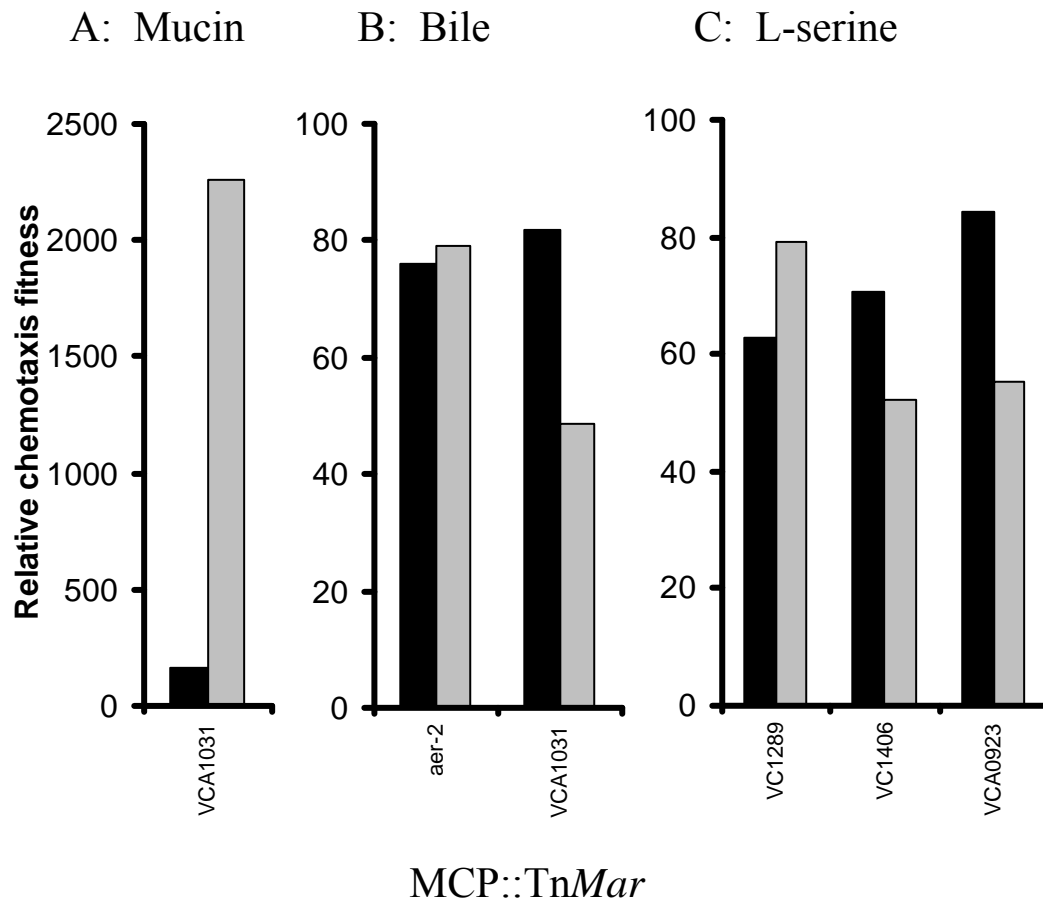 A: Mucin
B: Bile
C: L-serine
Relative chemotaxis fitness
2500
2000
1500
1000
500
0
VCA1031
100
80
60
40
20
0
aer-2
VCA1031
100
80
60
40
20
0
VC1289
VC1406
VCA0923
MCP::TnMar